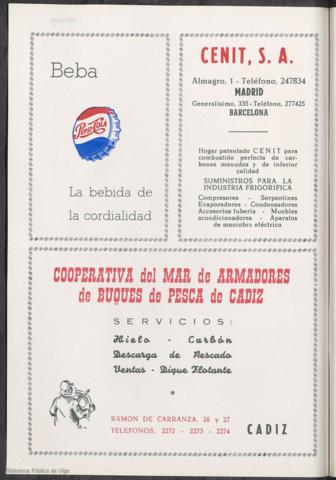 Beba
PEPSI-COLA
La bebida de
la cordialidad
CENIT, S. A.
Almagro, 1 - Teléfono, 247834
MADRID
Generalísimo, 335 - Teléfono, 277425
BARCELONA
Hogar patentado CENIT para
combustión perfecta de car-
bones menudos y de inferior
calidad
SUMINISTROS PARA LA
INDUSTRIA FRIGORIFICA
Compresores - Serpentines
Evaporadores - Condensadores
Accesorios tubería - Muebles
acondicionadores - Aparatos
de maniobra eléctrica
COOPERATIVA del MAR de ARMADORES
de BUQUES de PESCA de CADIZ
SERVICIOS:
Hielo - Carbón
Descarga de Pescado
Ventas - Dique Flotante
RAMON DE CARRANZA, 26 y 27
TELEFONOS, 2272 - 2273 - 2274
CADIZ
Biblioteca Pública de Vigo